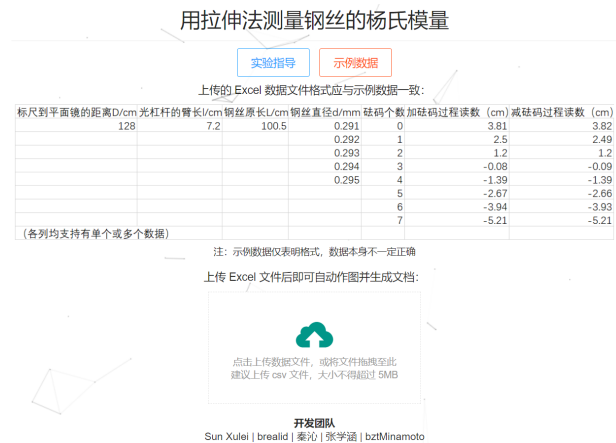 用拉伸法测量钢丝的杨氏模量
实验指导 示例数据
上传的 Excel 数据文件格式应与示例数据一致：
标尺到平面镜的距离D/cm 光杠杆的臂长l/cm 钢丝原长L/cm 钢丝直径d/mm 砝码个数 加砝码过程读数（cm） 减砝码过程读数（cm）
128 7.2 100.5 0.291 0 3.81 3.82
0.292 1 2.5 2.49
0.293 2 1.2 1.2
0.294 3 -0.08 -0.09
0.295 4 -1.39 -1.39
5 -2.67 -2.66
6 -3.94 -3.93
7 -5.21 -5.21
（各列均支持有单个或多个数据）
注：示例数据仅表明格式，数据本身不一定正确
上传 Excel 文件后即可自动作图并生成文档：
点击上传数据文件，或将文件拖拽至此
建议上传 csv 文件，大小不得超过 5MB
开发团队
Sun Xulei | brealid | 秦沁 | 张学涵 | bztMinamoto